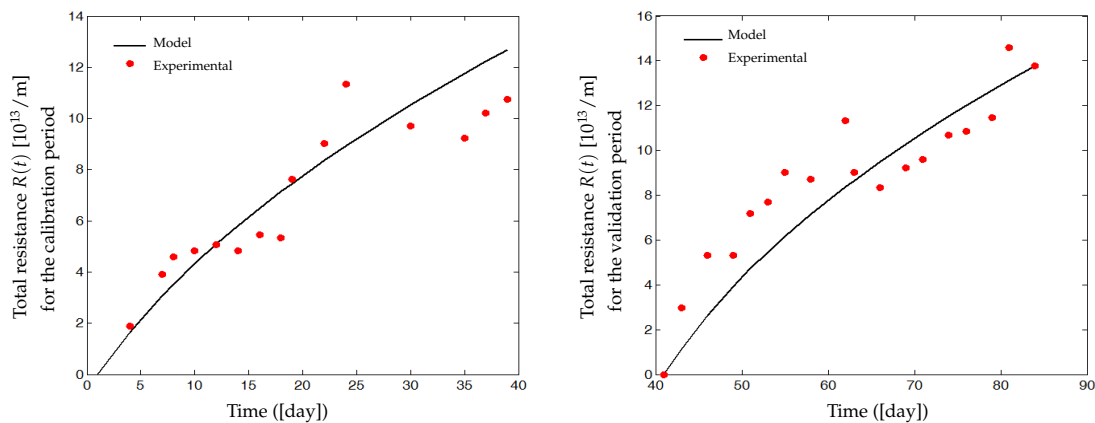 14
12
10
8
6
4
2
0
Total resistance R(t) [10^13/m]
for the calibration period
Model
Experimental
0 5 10 15 20 25 30 35 40
Time ([day])
16
14
12
10
8
6
4
2
0
Total resistance R(t) [10^13/m]
for the validation period
Model
Experimental
40 50 60 70 80 90
Time ([day])